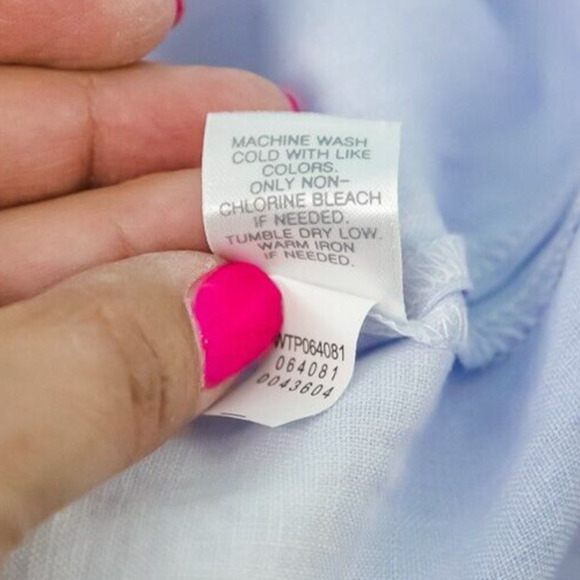 MACHINE WASH
COLD WITH LIKE
COLORS.
ONLY NON-
CHLORINE BLEACH
IF NEEDED.
TUMBLE DRY LOW.
WARM IRON
IF NEEDED.
WTP064081
064081
0043604